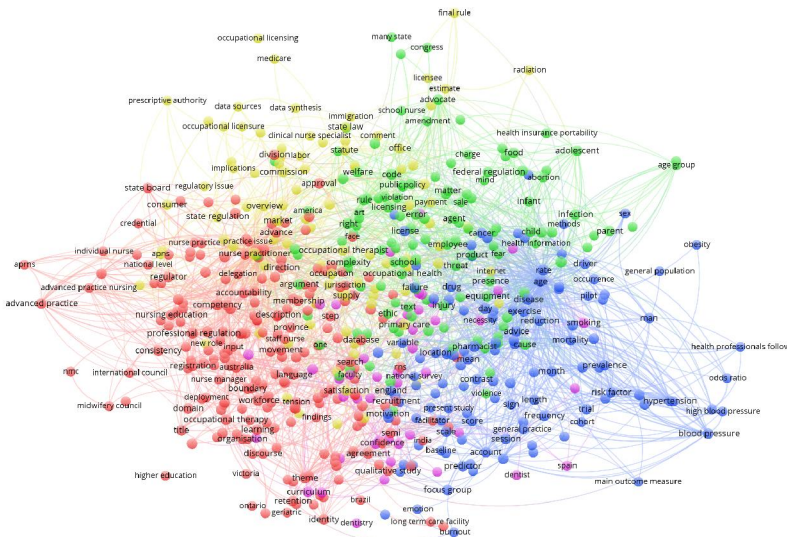 final rule
occupational licensing
many state
congress
medicare
radiation
licensee
estimate
prescriptive authority
data sources
data synthesis
advocate
immigration
school nurse
state law
amendment
occupational licensure
clinical nurse specialist
comment
health insurance portability
statute
office
division
labor
charge
food
adolescent
age group
implications
commission
welfare
code
federal regulation
mind
abortion
state board
regulatory issue
approval
public policy
matter
consumer
overview
rule
violation
payment
sale
infant
america
licensing
art
state regulation
market
error
agent
infection
sex
credential
advance
right
license
cancer
child
methods
parent
face
nurse practice
practice issue
employee
health information
obesity
individual nurse
apns
nurse practitioner
occupational therapist
product
fear
driver
aprns
national level
direction
complexity
school
threat
internet
rate
general population
regulator
delegation
occupation
occupational health
presence
age
occurrence
advanced practice nursing
accountability
argument
jurisdiction
failure
drug
equipment
disease
pilot
advanced practice
competency
membership
supply
text
injury
day
exercise
nursing education
description
step
ethic
necessity
reduction
smoking
man
province
primary care
advice
professional regulation
staff nurse
one
database
variable
pharmacist
cause
mortality
new role
input
movement
location
mean
health professionals follow
consistency
search
rns
registration
australia
language
faculty
national survey
contrast
month
prevalence
nmc
international council
nurse manager
odds ratio
boundary
satisfaction
england
violence
risk factor
deployment
workforce
tension
recruitment
sign
length
hypertension
midwifery council
domain
motivation
present study
trial
high blood pressure
occupational therapy
findings
facilitator
score
frequency
cohort
title
learning
semi
india
scale
general practice
blood pressure
organisation
confidence
session
discourse
agreement
baseline
account
qualitative study
predictor
spain
higher education
victoria
theme
dentist
main outcome measure
curriculum
focus group
retention
brazil
ontario
geriatric
identity
dentistry
emotion
long term care facility
burnout